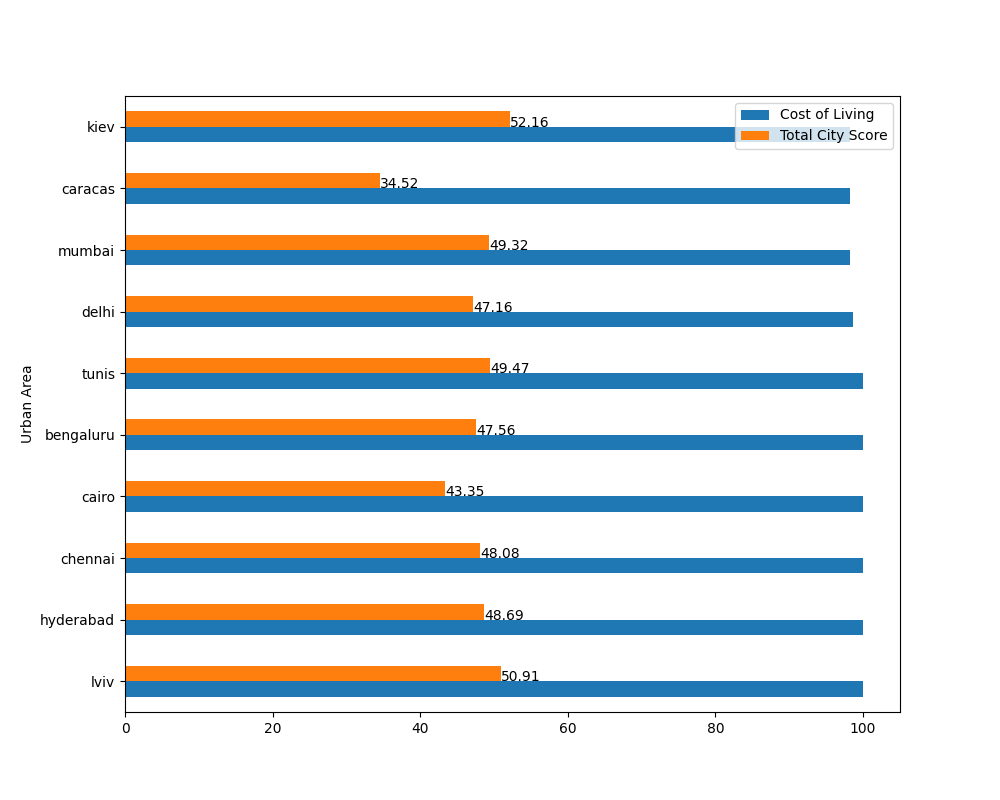 Cost of Living
Total City Score
kiev 52.16
caracas 34.52
mumbai 49.32
delhi 47.16
tunis 49.47
bengaluru 47.56
cairo 43.35
chennai 48.08
hyderabad 48.69
lviv 50.91
Urban Area
0 20 40 60 80 100